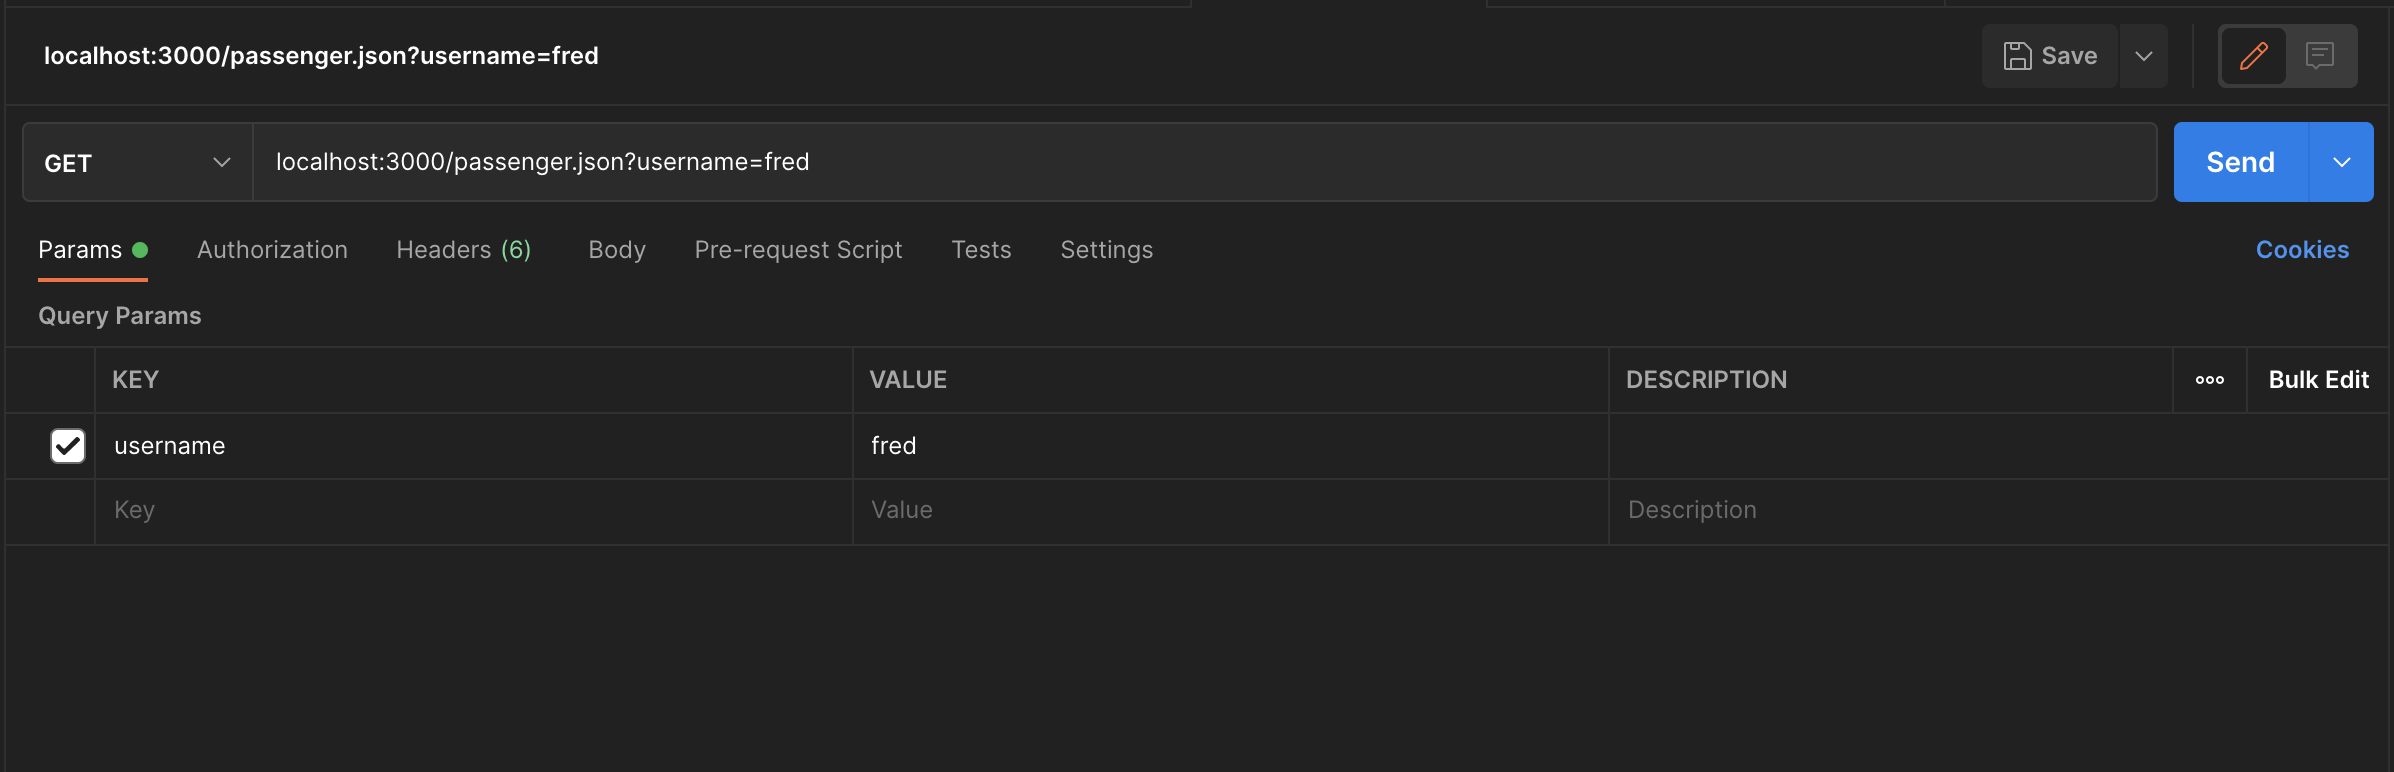 localhost:3000/passenger.json?username=fred
Save
GET
localhost:3000/passenger.json?username=fred
Send
Params Authorization Headers (6) Body Pre-request Script Tests Settings Cookies
Query Params
KEY VALUE DESCRIPTION Bulk Edit
username fred
Key Value Description